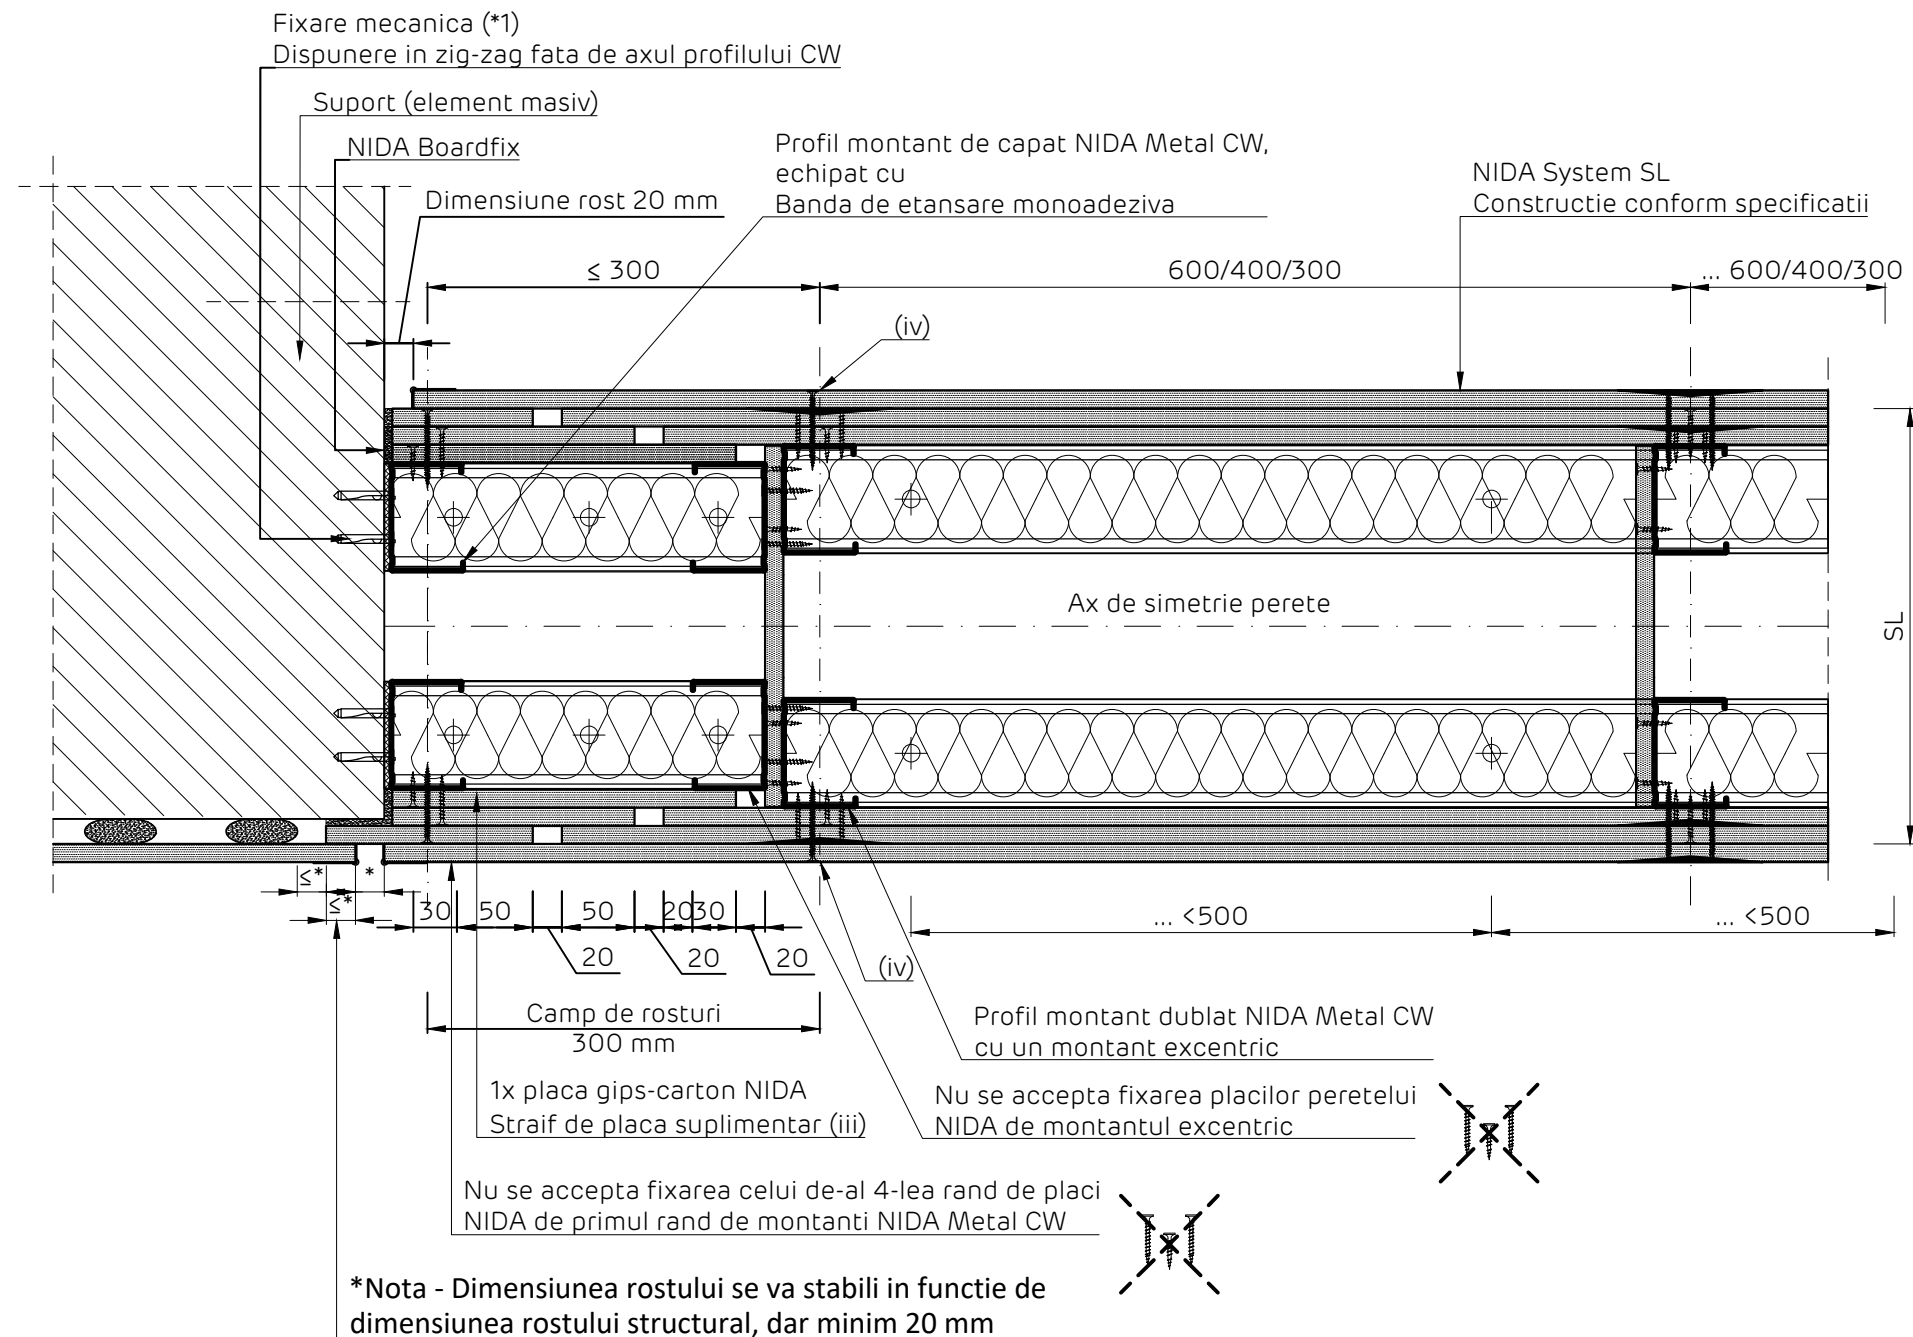 Fixare mecanica (*1)
Dispunere in zig-zag fata de axul profilului CW
Suport (element masiv)
NIDA Boardfix
Dimensiune rost 20 mm
Profil montant de capat NIDA Metal CW,
echipat cu
Banda de etansare monoadeziva
NIDA System SL
Constructie conform specificatii
≤ 300
600/400/300
... 600/400/300
(iv)
Ax de simetrie perete
SL
≤*
≤*
*
30
50
50
20
30
20
20
20
... <500
... <500
(iv)
Camp de rosturi
300 mm
Profil montant dublat NIDA Metal CW
cu un montant excentric
1x placa gips-carton NIDA
Straif de placa suplimentar (iii)
Nu se accepta fixarea placilor peretelui
NIDA de montantul excentric
Nu se accepta fixarea celui de-al 4-lea rand de placi
NIDA de primul rand de montanti NIDA Metal CW
*Nota - Dimensiunea rostului se va stabili in functie de
dimensiunea rostului structural, dar minim 20 mm